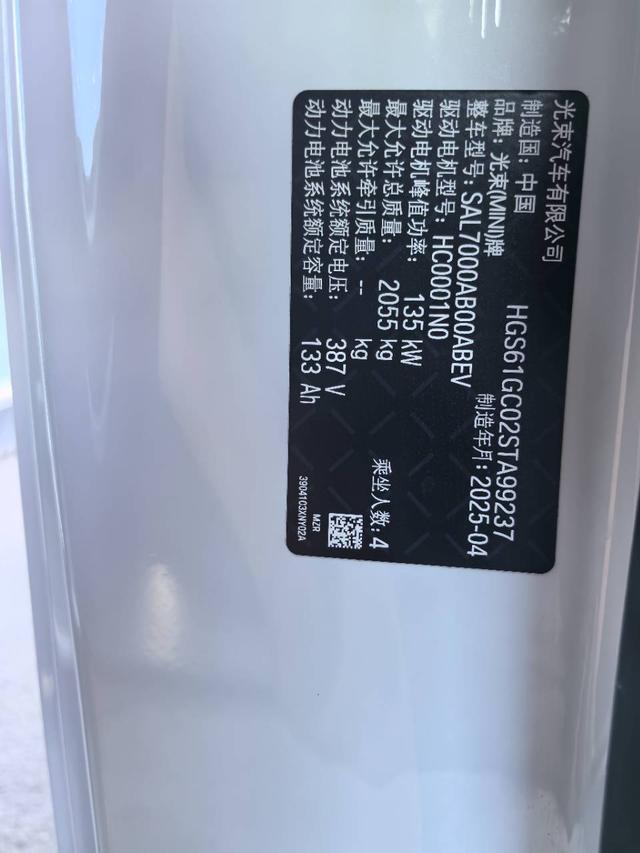 光束汽车有限公司
HGS61GC02STA99237
制造国: 中国
制造年月: 2025-04
品牌: 光束(MINI)牌
整车型号: SAL7000AB00ABEV
驱动电机型号: HC0001N0
驱动电机峰值功率: 135 kW
最大允许总质量: 2055 kg
乘坐人数: 4
最大允许牵引质量: -- kg
动力电池系统额定电压: 387 V
动力电池系统额定容量: 133 Ah
MZR
3904103XNY02A